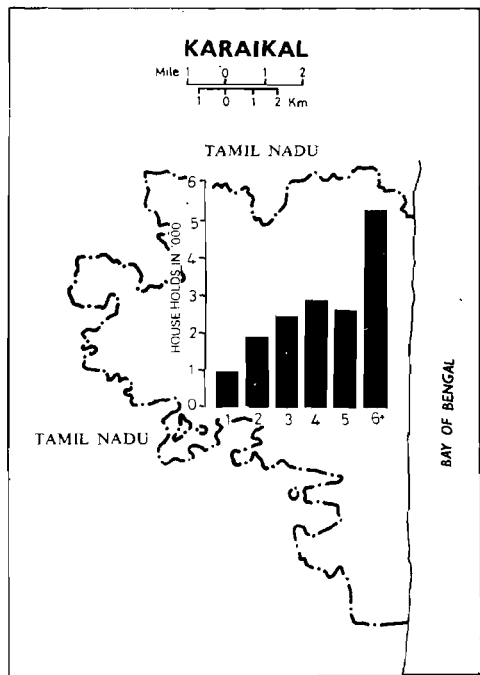 KARAIKAL
Mile 1 0 1 2
1 0 1 2 Km
TAMIL NADU
HOUSE HOLDS IN '000
6
5
4
3
2
1
0
1 2 3 4 5 6+
TAMIL NADU
BAY OF BENGAL